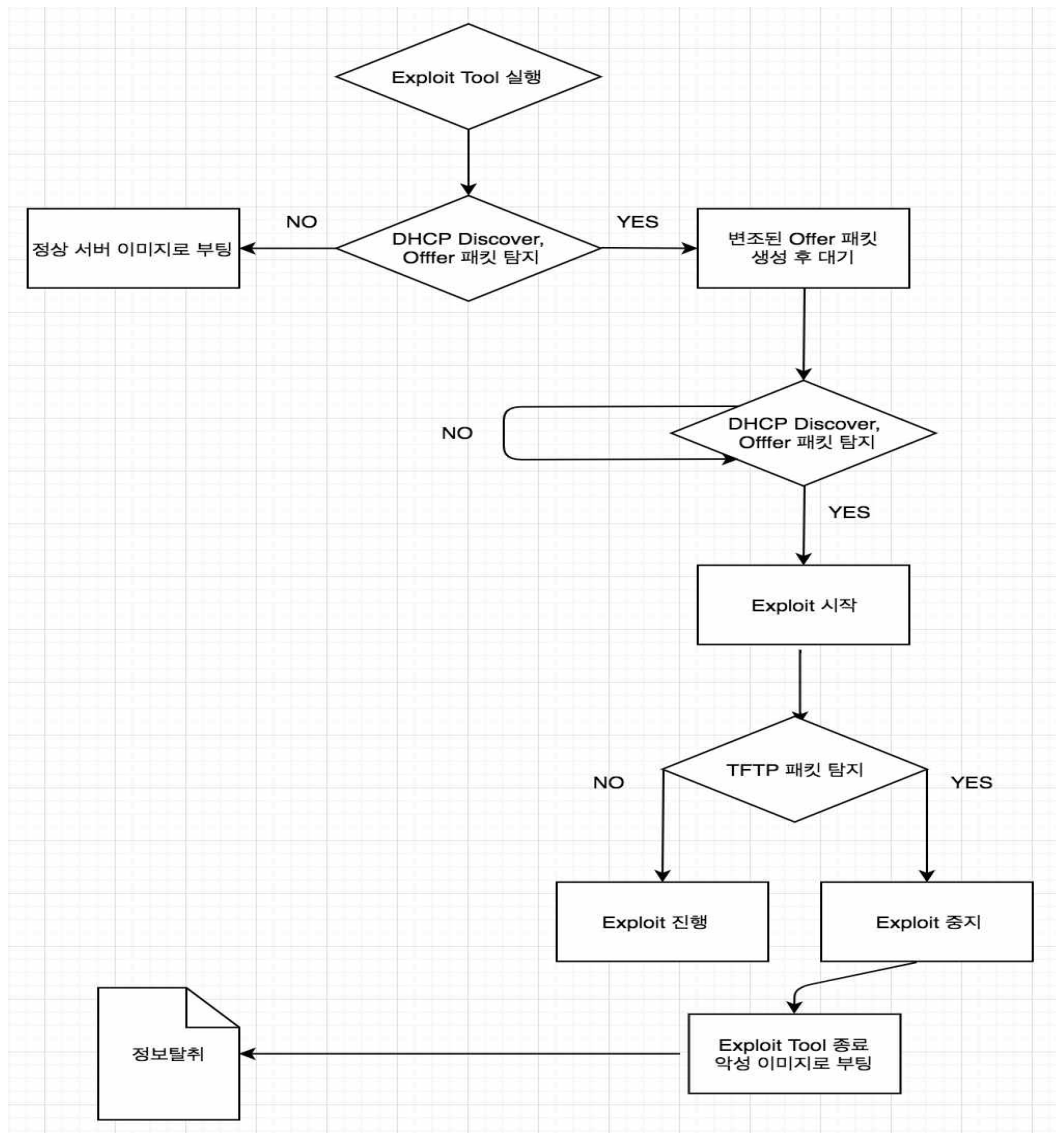 Exploit Tool 실행
NO
YES
정상 서버 이미지로 부팅
DHCP Discover,
Offfer 패킷 탐지
변조된 Offer 패킷
생성 후 대기
NO
DHCP Discover,
Offfer 패킷 탐지
YES
Exploit 시작
NO
TFTP 패킷 탐지
YES
Exploit 진행
Exploit 중지
정보탈취
Exploit Tool 종료
악성 이미지로 부팅